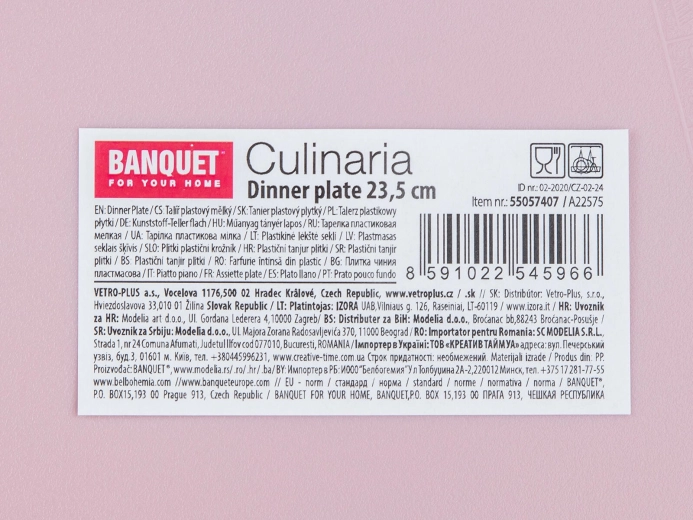 BANQUET™
FOR YOUR HOME
Culinaria
Dinner plate 23,5 cm
ID nr.: 02-2020/CZ-02-24
Item nr.: 55057407 / A22575
EN: Dinner Plate / CS: Talíř plastový mělký / SK: Tanier plastový plytký / PL: Talerz plastikowy
płytki / DE: Kunststoff-Teller flach / HU: Műanyag tányér lapos / RU: Тарелка пластиковая
мелкая / UA: Тарілка пластикова мілка / LT: Plastikinė lėkštė sekli / LV: Plastmasas
seklais šķīvis / SLO: Plitki plastični krožnik / HR: Plastični tanjur plitki / SR: Plastični tanjir
plitki / BS: Plastični tanjir plitki / RO: Farfurie întinsă din plastic / BG: Плитка чиния
пластмасова / IT: Piatto piano / FR: Assiette plate / ES: Plato llano / PT: Prato pouco fundo
8 591022 545966
VETRO-PLUS a.s., Vocelova 1176,500 02 Hradec Králové, Czech Republic, www.vetroplus.cz / .sk // SK: Distribútor: Vetro-Plus, s.r.o.,
Hviezdoslavova 33,010 01 Žilina Slovak Republic / LT: Platintojas: IZORA UAB,Vilnyes 16, Kretinga, LT-60119 / www.izora.lt / HR: Uvoznik
za HR: Modelia art d.o.o., Ul. Gordana Lederera 4,10000 Zagreb/ BS: Distributer za BiH: Modelia d.o.o., Broćanac bb,88243 Broćanac-Posušje /
SR: Uvoznik za Srbiju: Modelia d.o.o., Ul. Majora Zorana Radosavljevića 370, 11000 Beograd / RO: Importator pentru Romania: SC MODELIA S.R.L.,
Strada 1, nr 24 Comuna Afumati, Judetul Ilfov cod 077010, Bucuresti, ROMANIA / Імпортер в Україні: ТОВ «КРЕАТИВ ТАЙМ УА» адреса: вул. Печерський
узвіз, буд.3, 01601 м. Київ, тел. +380445996231, www.creative-time.com.ua Строк придатності: необмежений. Materijali izrade / Produs din: PP.
Proizvođač: BANQUET®, www.modelia.rs/ .ro/ .hr/ .ba/ BY: Импортер в РБ: ИООО "Белбогемия" Ул Толбухина 2А-2,220012 Минск, тел. +375 17 281-77-55
www.belbohemia.com //www.banqueteurope.com // EU - norm / стандард / норма / standard / norme / normativa / norma / BANQUET®,
P.O. BOX15,193 00 Prague 913, Czech Republic / BANQUET FOR YOUR HOME, BANQUET,P.O. BOX 15,193 00 ПРАГА 913, ЧЕШКАЯ РЕСПУБЛИКА